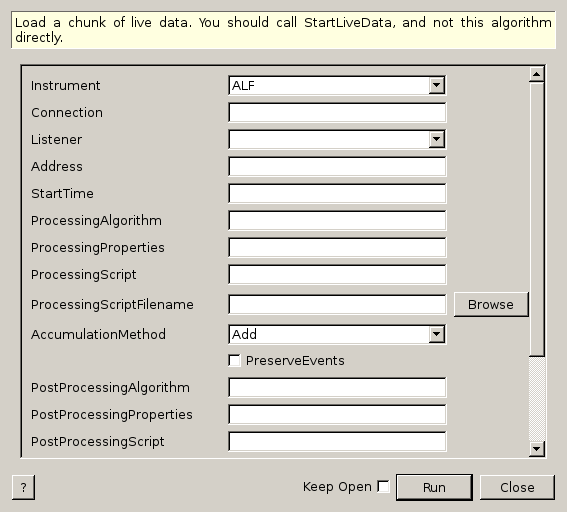 Load a chunk of live data. You should call StartLiveData, and not this algorithm
directly.
Instrument ALF
Connection
Listener
Address
StartTime
ProcessingAlgorithm
ProcessingProperties
ProcessingScript
ProcessingScriptFilename Browse
AccumulationMethod Add
PreserveEvents
PostProcessingAlgorithm
PostProcessingProperties
PostProcessingScript
? Keep Open Run Close